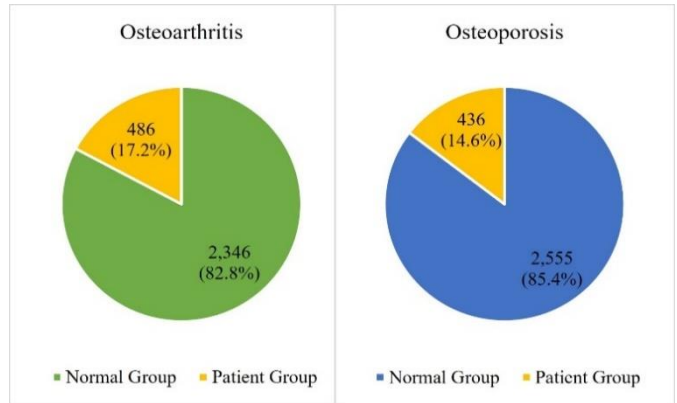 Osteoarthritis
486
(17.2%)
2,346
(82.8%)
Normal Group Patient Group
Osteoporosis
436
(14.6%)
2,555
(85.4%)
Normal Group Patient Group